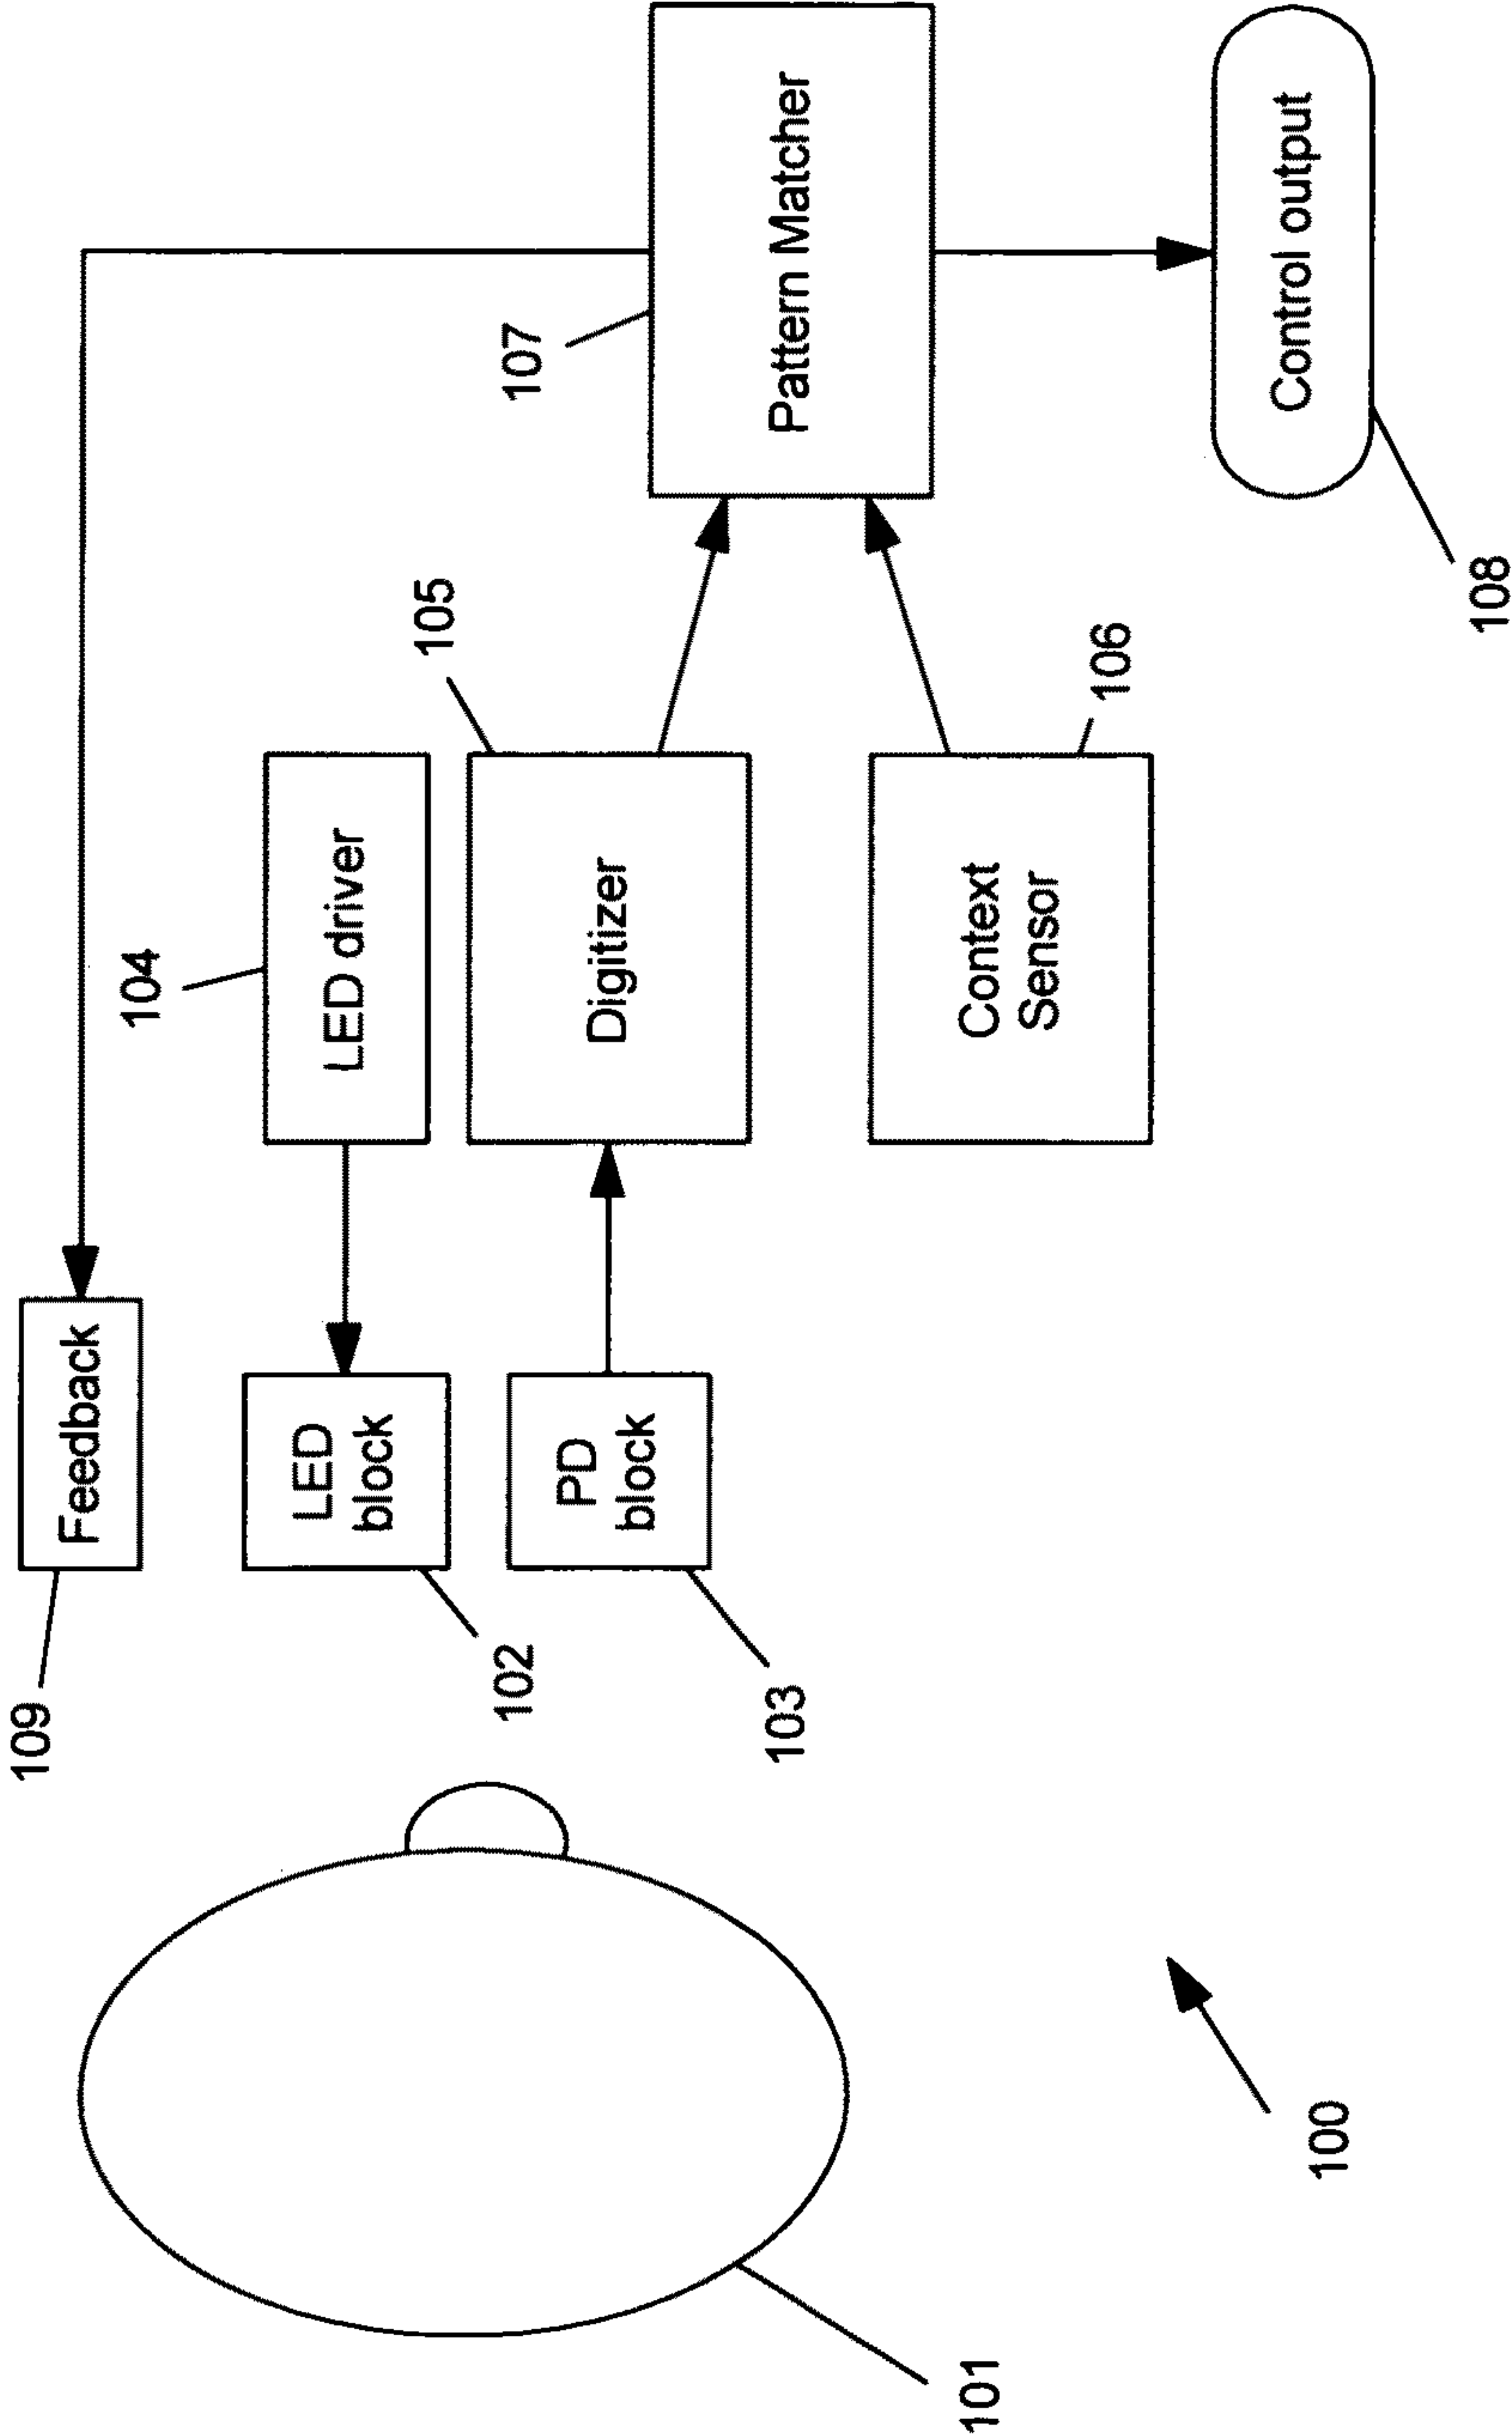 109
Feedback
104
LED driver
LED
block
102
105
Digitizer
PD
block
103
107
Pattern Matcher
Context
Sensor
106
Control output
108
101
100